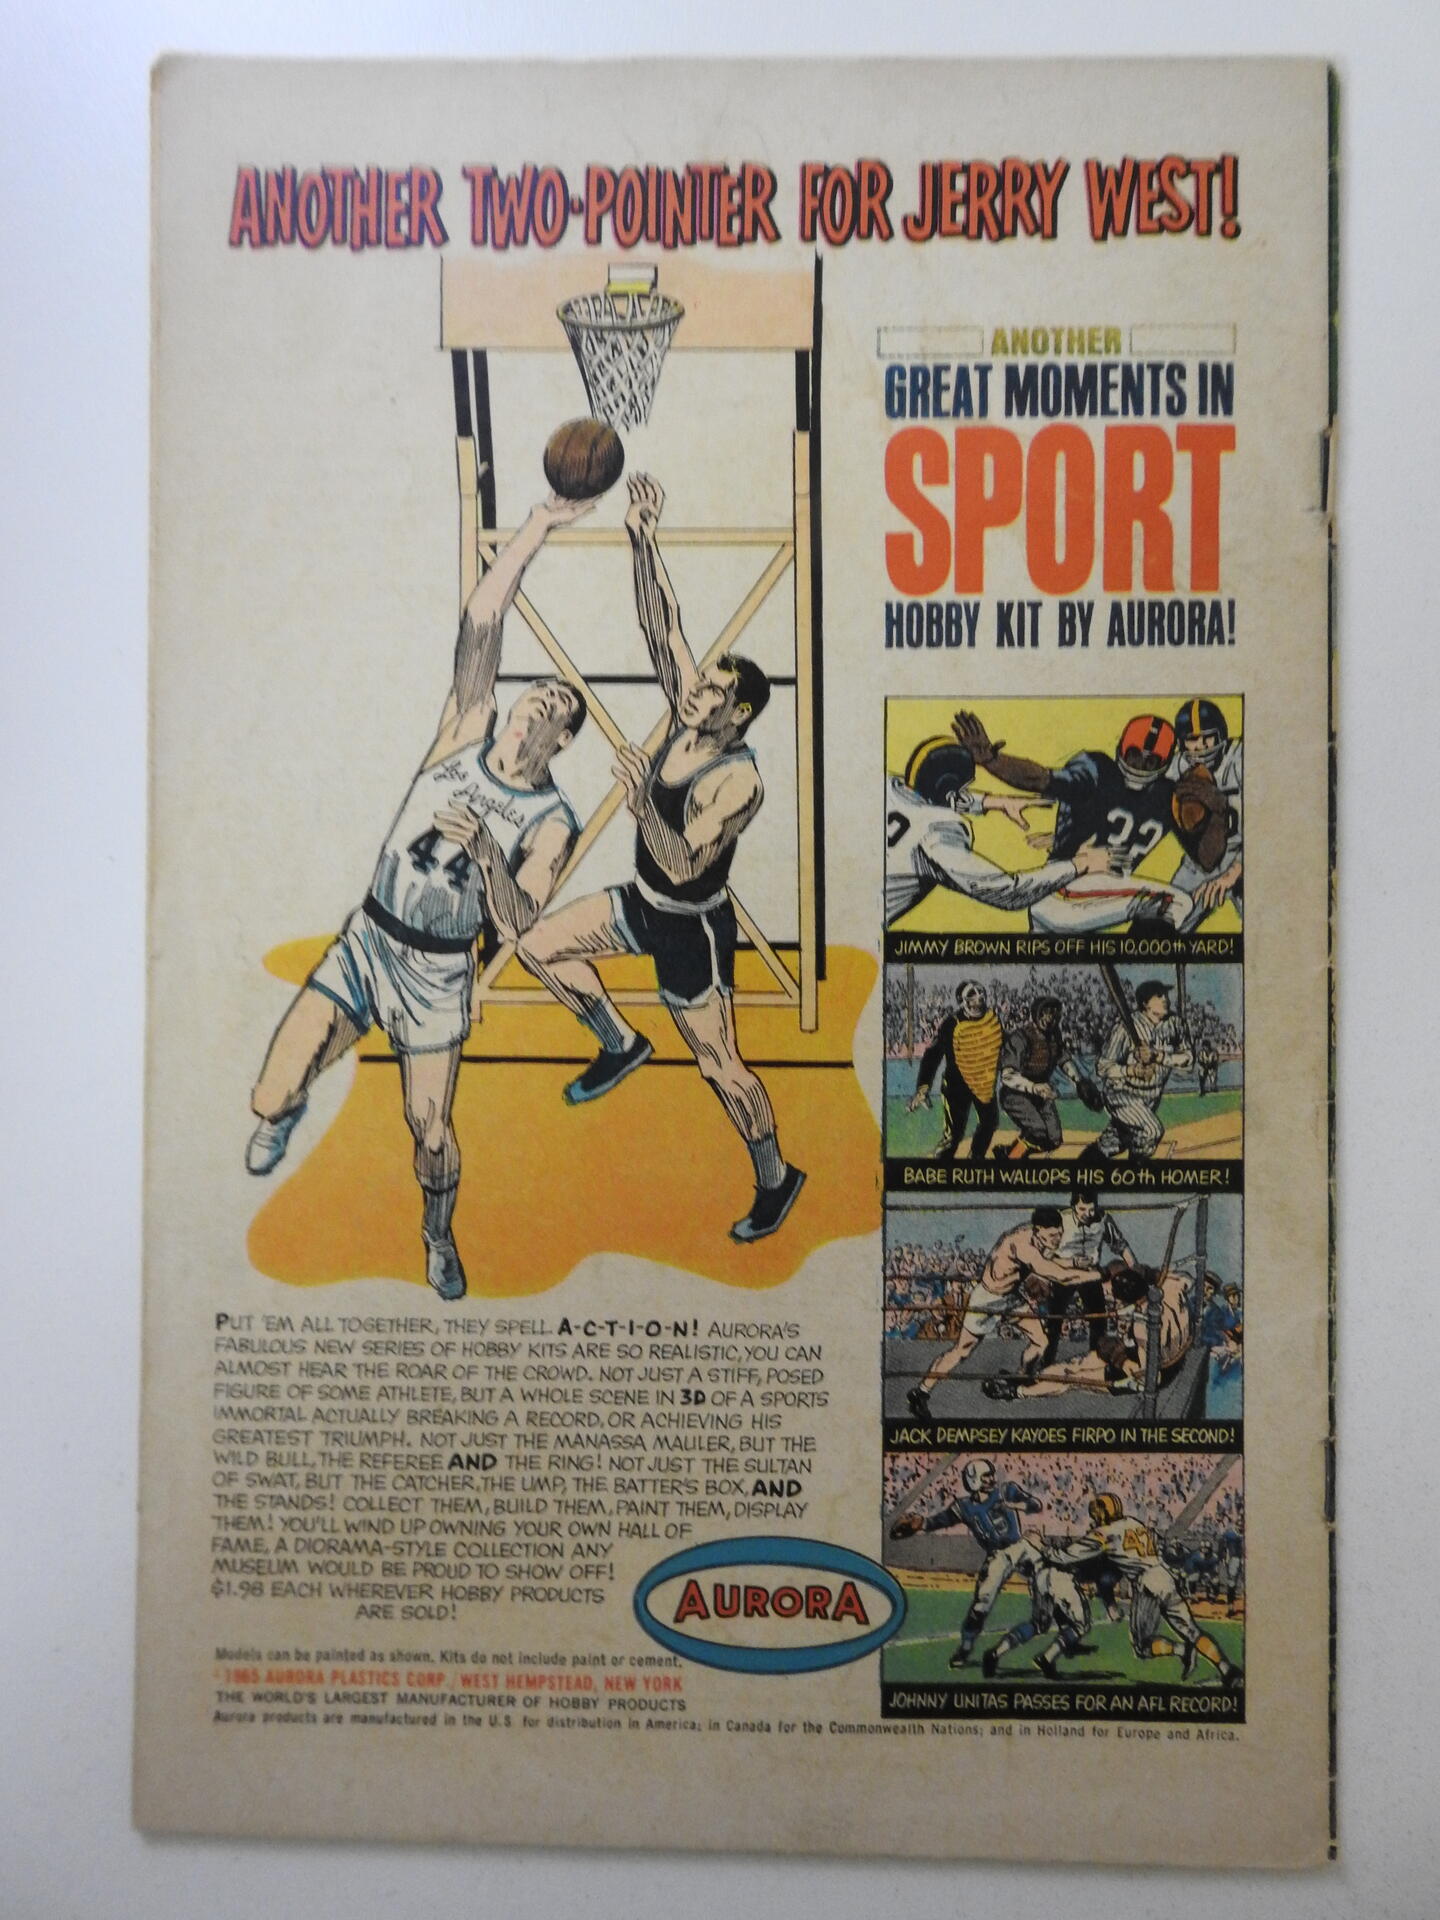 ANOTHER TWO-POINTER FOR JERRY WEST!
ANOTHER
GREAT MOMENTS IN
SPORT
HOBBY KIT BY AURORA!
Los
Angeles
44
32
JIMMY BROWN RIPS OFF HIS 10,000th YARD!
BABE RUTH WALLOPS HIS 60th HOMER!
JACK DEMPSEY KAYOES FIRPO IN THE SECOND!
15
42
JOHNNY UNITAS PASSES FOR AN AFL RECORD!
PUT 'EM ALL TOGETHER, THEY SPELL A-C-T-I-O-N! AURORA'S
FABULOUS NEW SERIES OF HOBBY KITS ARE SO REALISTIC, YOU CAN
ALMOST HEAR THE ROAR OF THE CROWD. NOT JUST A STIFF, POSED
FIGURE OF SOME ATHLETE, BUT A WHOLE SCENE IN 3D OF A SPORTS
IMMORTAL ACTUALLY BREAKING A RECORD, OR ACHIEVING HIS
GREATEST TRIUMPH. NOT JUST THE MANASSA MAULER, BUT THE
WILD BULL, THE REFEREE AND THE RING! NOT JUST THE SULTAN
OF SWAT, BUT THE CATCHER, THE UMP, THE BATTER'S BOX, AND
THE STANDS! COLLECT THEM, BUILD THEM, PAINT THEM, DISPLAY
THEM! YOU'LL WIND UP OWNING YOUR OWN HALL OF
FAME, A DIORAMA-STYLE COLLECTION ANY
MUSEUM WOULD BE PROUD TO SHOW OFF!
$1.98 EACH WHEREVER HOBBY PRODUCTS
ARE SOLD!
AURORA
Models can be painted as shown. Kits do not include paint or cement.
1965 AURORA PLASTICS CORP., WEST HEMPSTEAD, NEW YORK
THE WORLD'S LARGEST MANUFACTURER OF HOBBY PRODUCTS
Aurora products are manufactured in the U.S. for distribution in America; in Canada for the Commonwealth Nations; and in Holland for Europe and Africa.